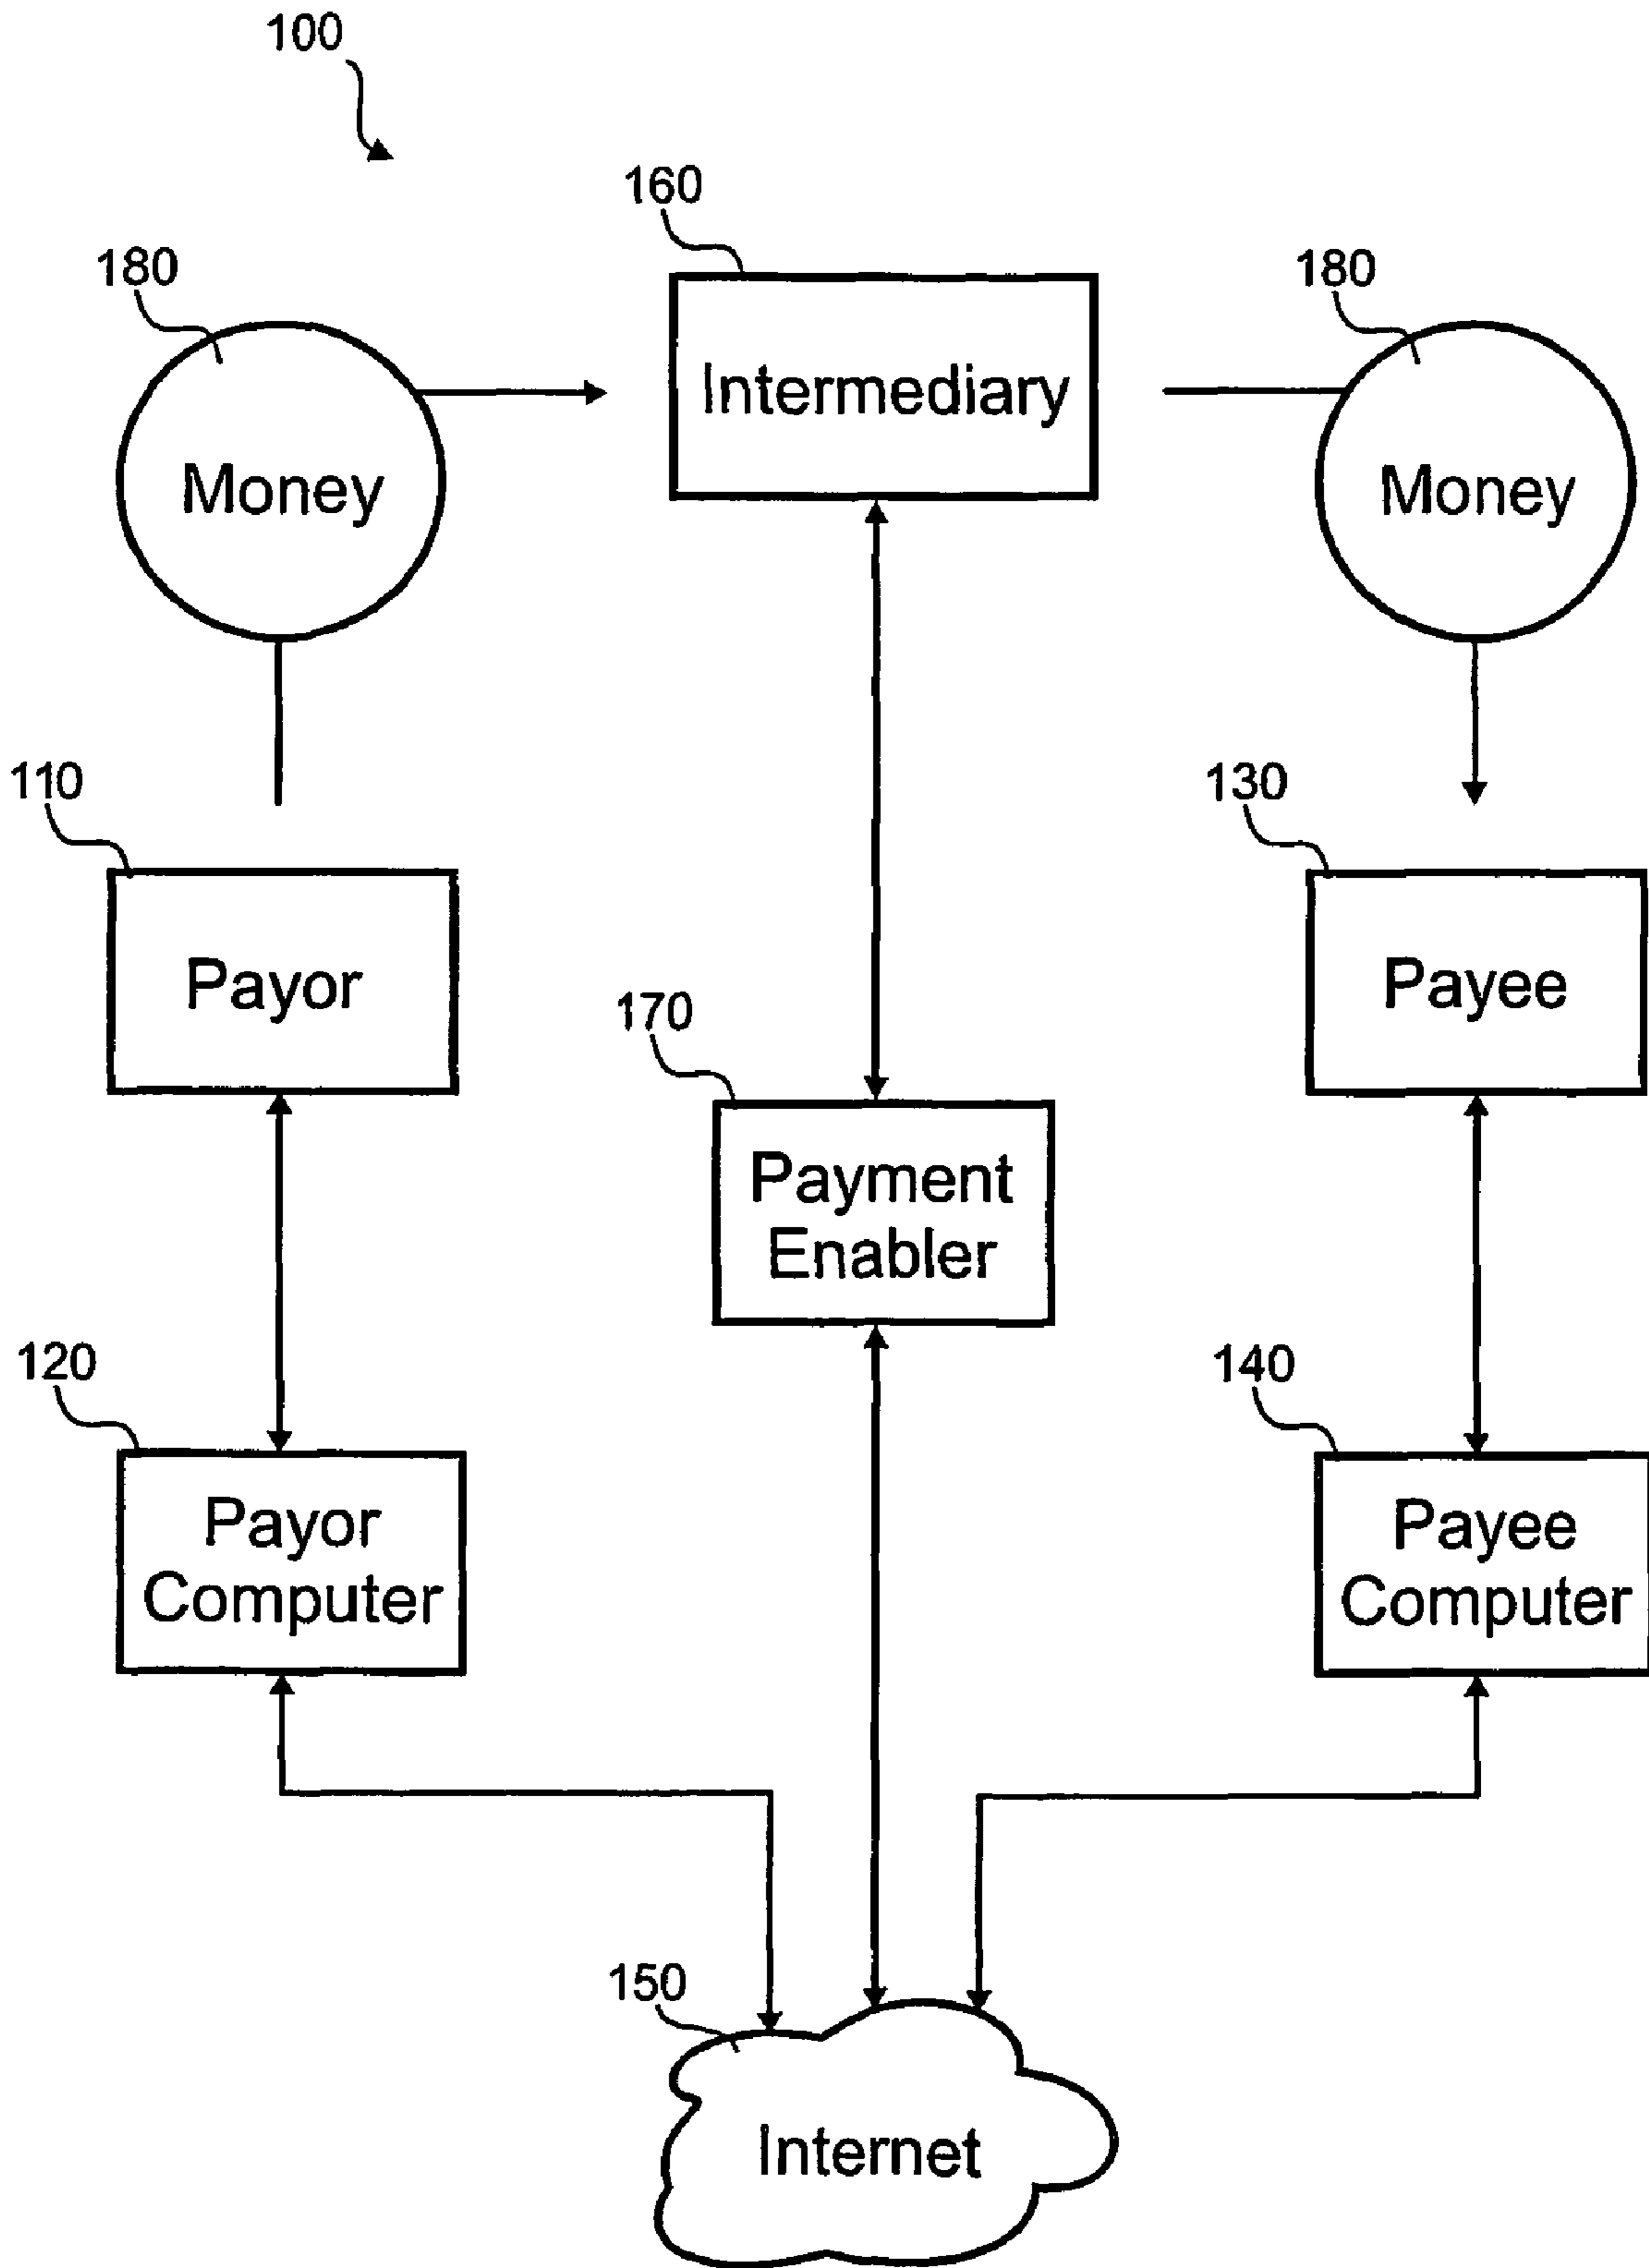 100
160
180
180
Intermediary
Money
Money
110
130
Payor
Payee
170
Payment
Enabler
120
140
Payor
Computer
Payee
Computer
150
Internet